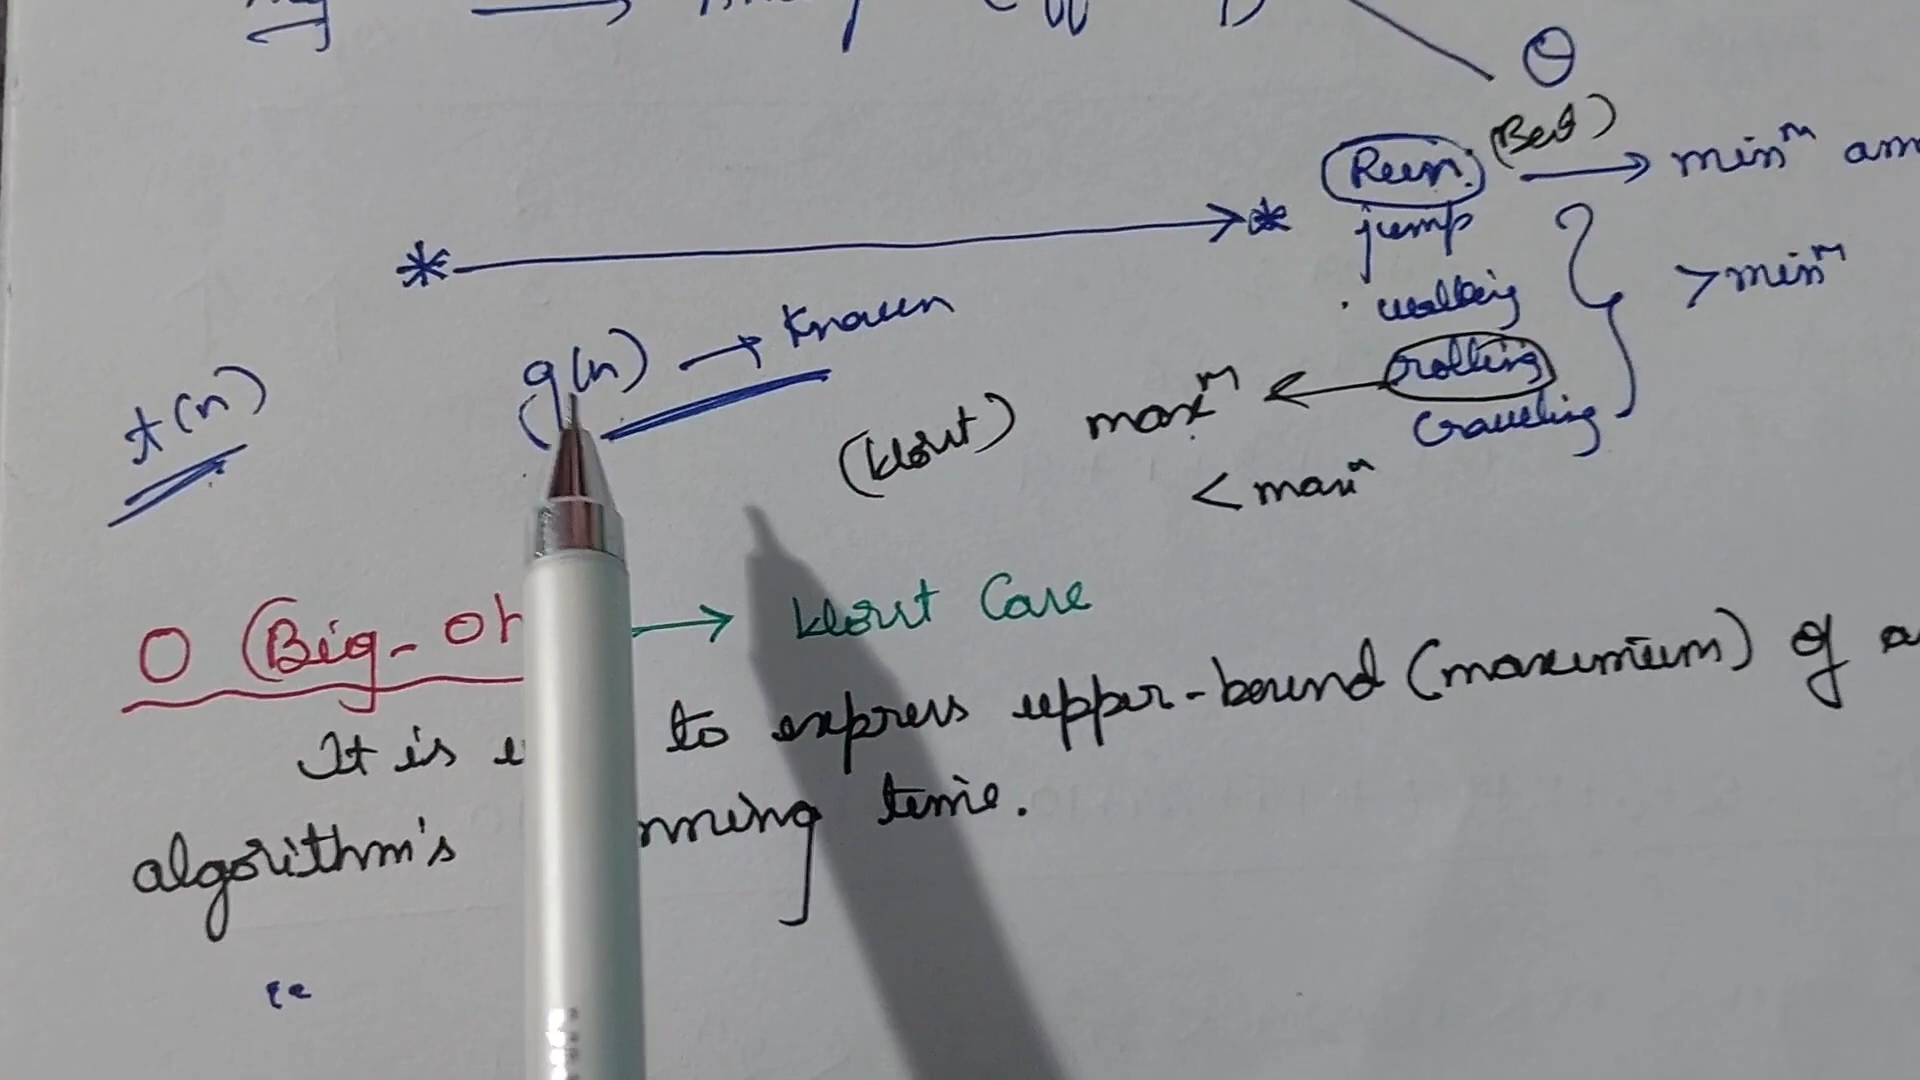 θ
Run. (Best) → minᵐ am
* → * jump
walking > minᵐ
g(n) → Known
t(n)
(Worst) maxᵐ ← rolling
crawling
< maxᵐ
O (Big-Oh → Worst Case
It is to express upper-bound (maximum) of a
algorithm's nning time.